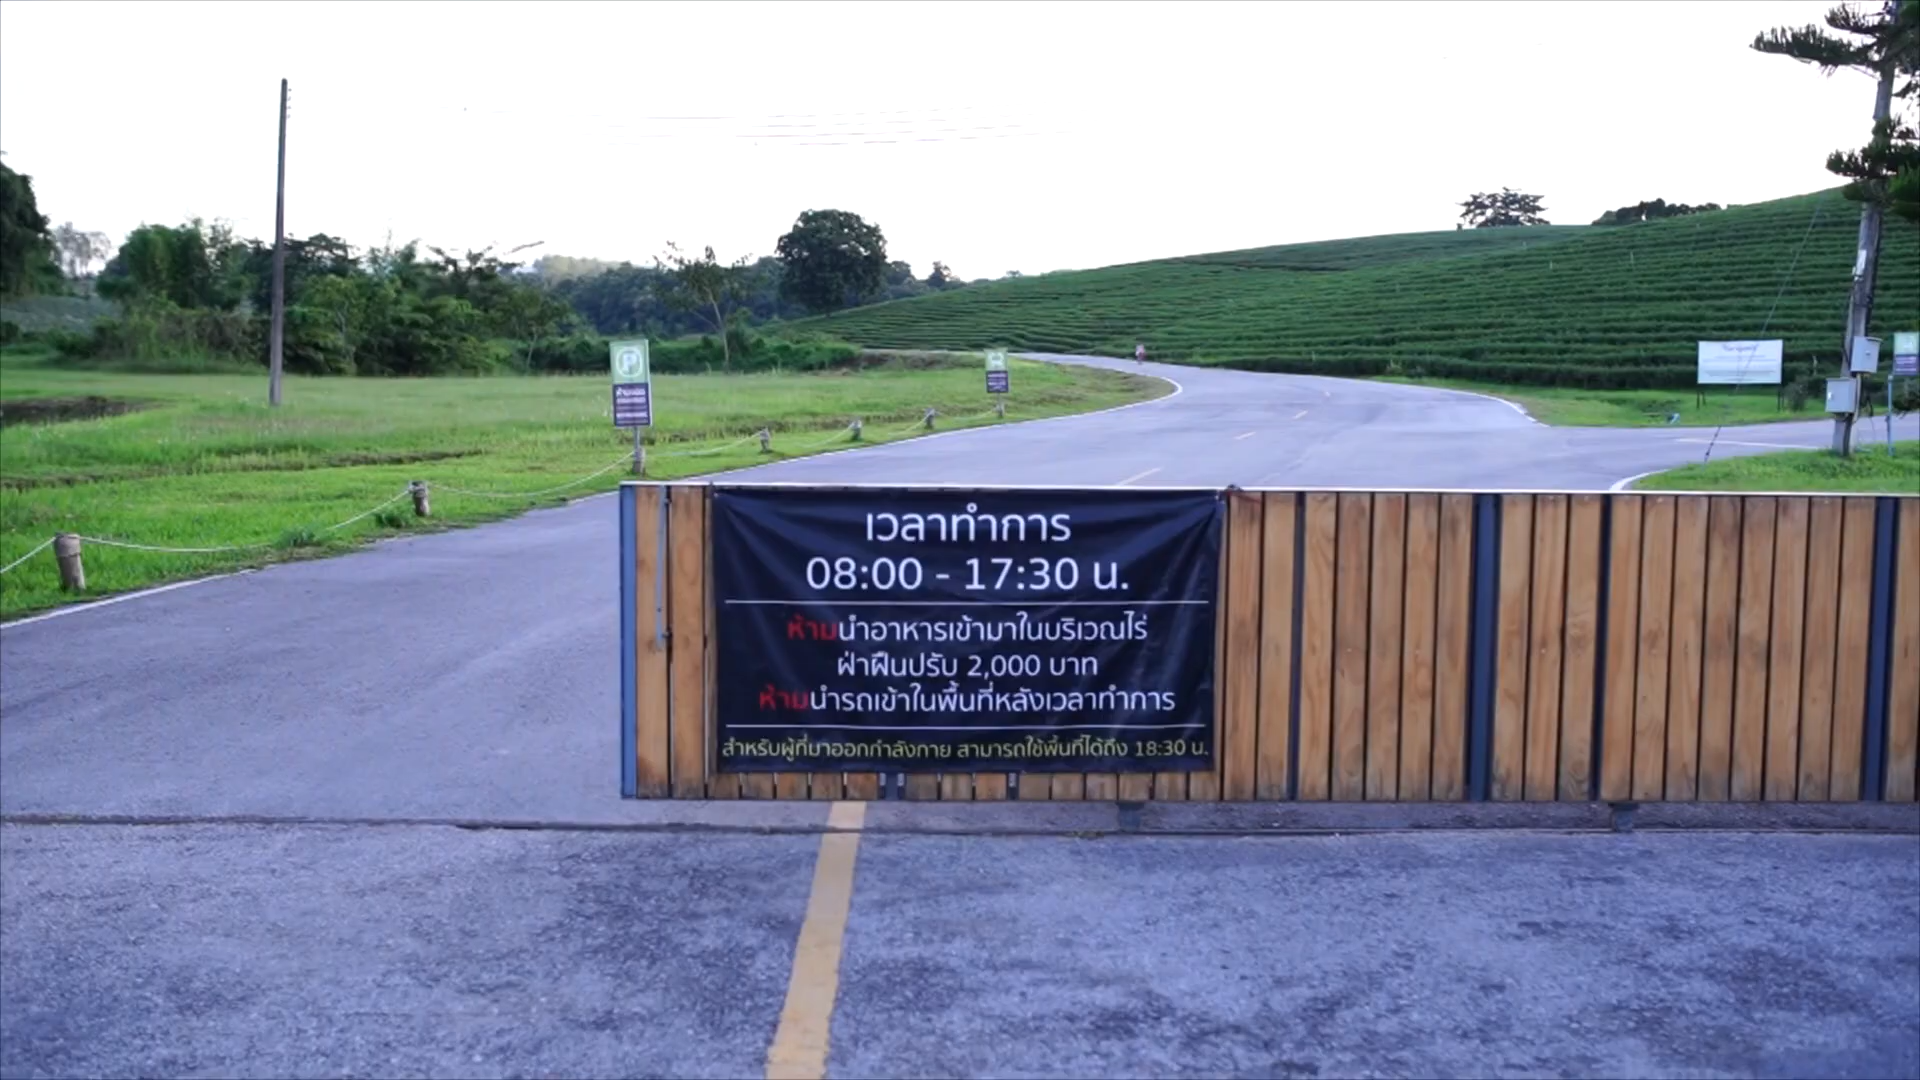 เวลาทำการ
08:00 - 17:30 น.
ห้ามนำอาหารเข้ามาในบริเวณไร่
ฝ่าฝืนปรับ 2,000 บาท
ห้ามนำรถเข้าในพื้นที่หลังเวลาทำการ
สำหรับผู้ที่มาออกกำลังกาย สามารถใช้พื้นที่ได้ถึง 18:30 น.
P